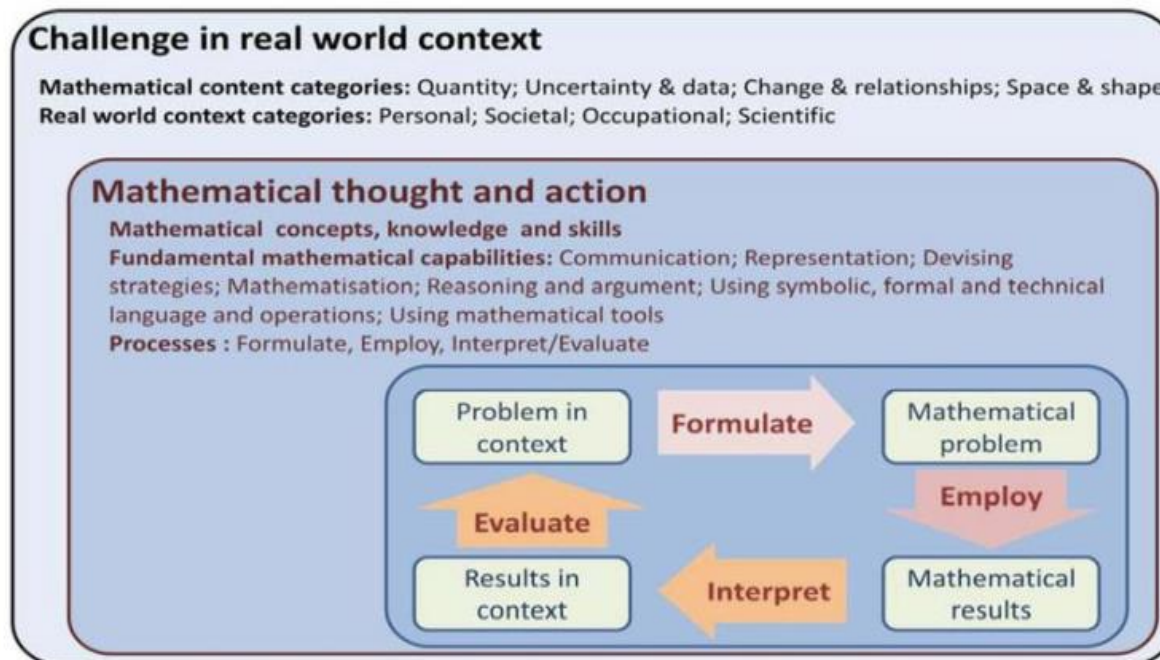 Challenge in real world context
Mathematical content categories: Quantity; Uncertainty & data; Change & relationships; Space & shape
Real world context categories: Personal; Societal; Occupational; Scientific
Mathematical thought and action
Mathematical concepts, knowledge and skills
Fundamental mathematical capabilities: Communication; Representation; Devising
strategies; Mathematisation; Reasoning and argument; Using symbolic, formal and technical
language and operations; Using mathematical tools
Processes : Formulate, Employ, Interpret/Evaluate
Problem in
context
Formulate
Mathematical
problem
Employ
Evaluate
Results in
context
Interpret
Mathematical
results